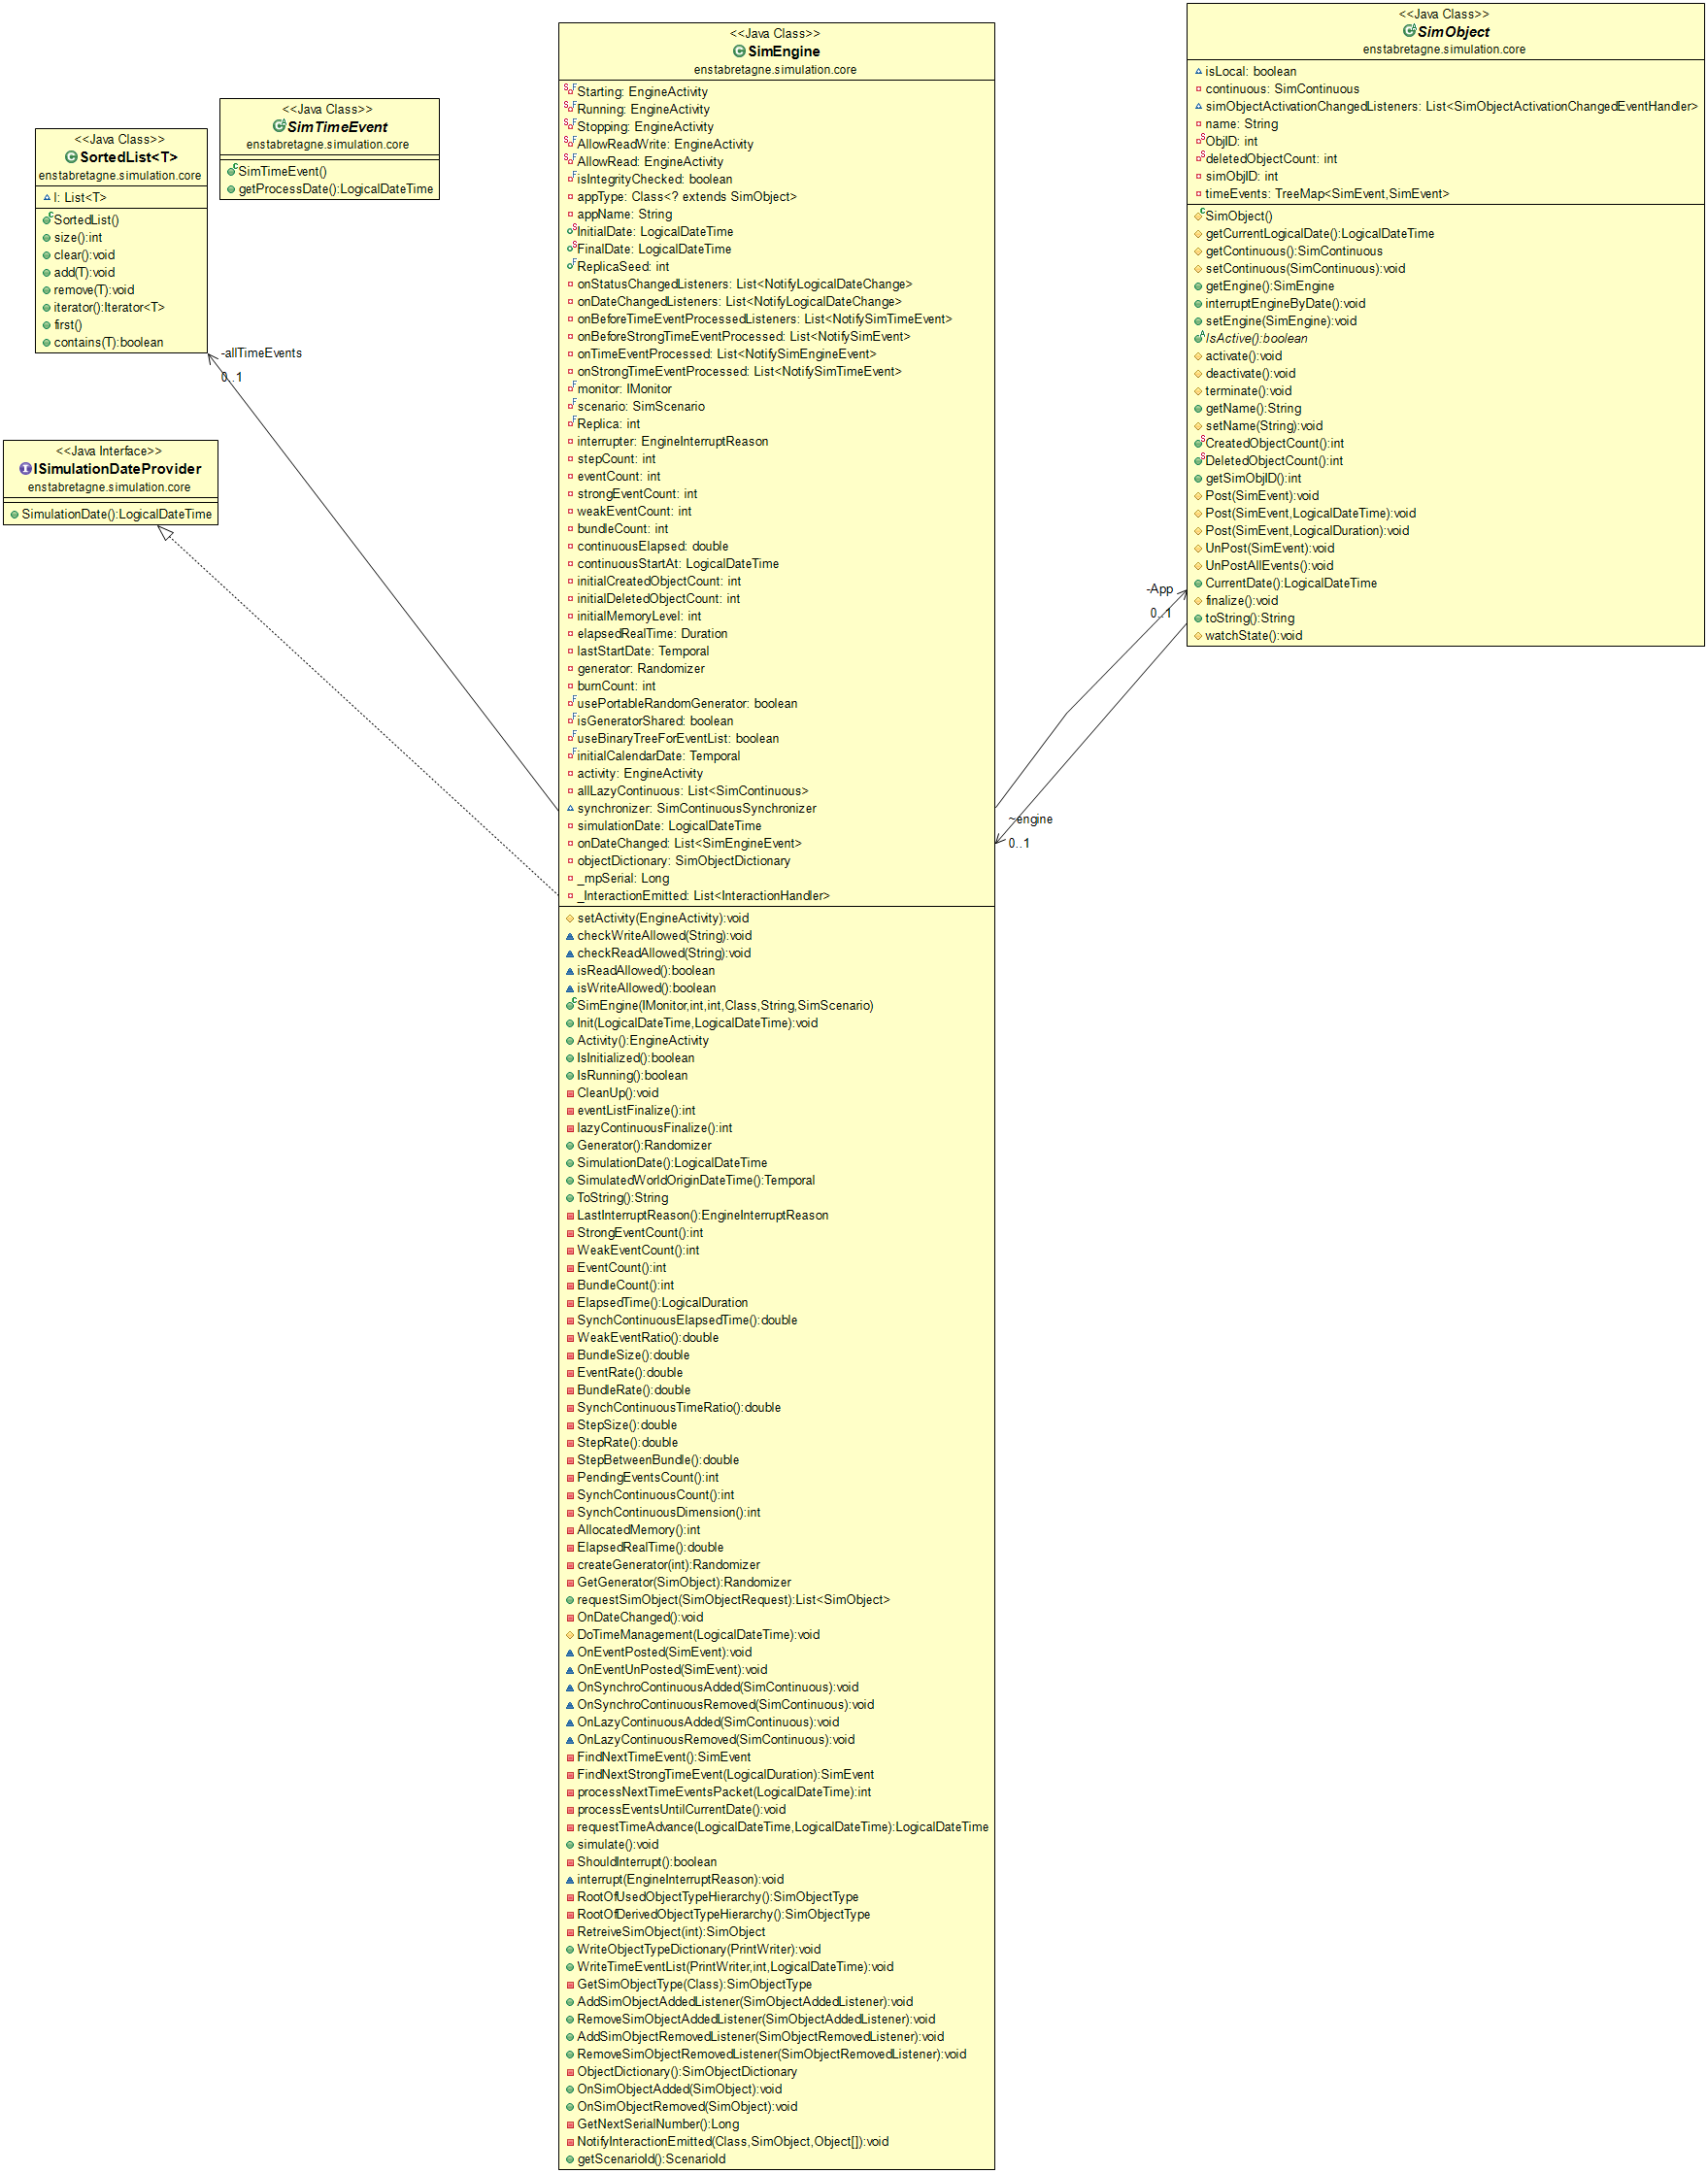 <<Java Class>>
SortedList<T>
enstabretagne.simulation.core
l: List<T>
SortedList()
size():int
clear():void
add(T):void
remove(T):void
iterator():Iterator<T>
first()
contains(T):boolean
<<Java Class>>
SimTimeEvent
enstabretagne.simulation.core
SimTimeEvent()
getProcessDate():LogicalDateTime
<<Java Interface>>
ISimulationDateProvider
enstabretagne.simulation.core
SimulationDate():LogicalDateTime
-allTimeEvents
0..1
<<Java Class>>
SimEngine
enstabretagne.simulation.core
Starting: EngineActivity
Running: EngineActivity
Stopping: EngineActivity
AllowReadWrite: EngineActivity
AllowRead: EngineActivity
isIntegrityChecked: boolean
appType: Class<? extends SimObject>
appName: String
InitialDate: LogicalDateTime
FinalDate: LogicalDateTime
ReplicaSeed: int
onStatusChangedListeners: List<NotifyLogicalDateChange>
onDateChangedListeners: List<NotifyLogicalDateChange>
onBeforeTimeEventProcessedListeners: List<NotifySimTimeEvent>
onBeforeStrongTimeEventProcessed: List<NotifySimEvent>
onTimeEventProcessed: List<NotifySimEngineEvent>
onStrongTimeEventProcessed: List<NotifySimTimeEvent>
monitor: IMonitor
scenario: SimScenario
Replica: int
interrupter: EngineInterruptReason
stepCount: int
eventCount: int
strongEventCount: int
weakEventCount: int
bundleCount: int
continuousElapsed: double
continuousStartAt: LogicalDateTime
initialCreatedObjectCount: int
initialDeletedObjectCount: int
initialMemoryLevel: int
elapsedRealTime: Duration
lastStartDate: Temporal
generator: Randomizer
burnCount: int
usePortableRandomGenerator: boolean
isGeneratorShared: boolean
useBinaryTreeForEventList: boolean
initialCalendarDate: Temporal
activity: EngineActivity
allLazyContinuous: List<SimContinuous>
synchronizer: SimContinuousSynchronizer
simulationDate: LogicalDateTime
onDateChanged: List<SimEngineEvent>
objectDictionary: SimObjectDictionary
_mpSerial: Long
_InteractionEmitted: List<InteractionHandler>
setActivity(EngineActivity):void
checkWriteAllowed(String):void
checkReadAllowed(String):void
isReadAllowed():boolean
isWriteAllowed():boolean
SimEngine(IMonitor,int,int,Class,String,SimScenario)
Init(LogicalDateTime,LogicalDateTime):void
Activity():EngineActivity
IsInitialized():boolean
IsRunning():boolean
CleanUp():void
eventListFinalize():int
lazyContinuousFinalize():int
Generator():Randomizer
SimulationDate():LogicalDateTime
SimulatedWorldOriginDateTime():Temporal
ToString():String
LastInterruptReason():EngineInterruptReason
StrongEventCount():int
WeakEventCount():int
EventCount():int
BundleCount():int
ElapsedTime():LogicalDuration
SynchContinuousElapsedTime():double
WeakEventRatio():double
BundleSize():double
EventRate():double
BundleRate():double
SynchContinuousTimeRatio():double
StepSize():double
StepRate():double
StepBetweenBundle():double
PendingEventsCount():int
SynchContinuousCount():int
SynchContinuousDimension():int
AllocatedMemory():int
ElapsedRealTime():double
createGenerator(int):Randomizer
GetGenerator(SimObject):Randomizer
requestSimObject(SimObjectRequest):List<SimObject>
OnDateChanged():void
DoTimeManagement(LogicalDateTime):void
OnEventPosted(SimEvent):void
OnEventUnPosted(SimEvent):void
OnSynchroContinuousAdded(SimContinuous):void
OnSynchroContinuousRemoved(SimContinuous):void
OnLazyContinuousAdded(SimContinuous):void
OnLazyContinuousRemoved(SimContinuous):void
FindNextTimeEvent():SimEvent
FindNextStrongTimeEvent(LogicalDuration):SimEvent
processNextTimeEventsPacket(LogicalDateTime):int
processEventsUntilCurrentDate():void
requestTimeAdvance(LogicalDateTime,LogicalDateTime):LogicalDateTime
simulate():void
ShouldInterrupt():boolean
interrupt(EngineInterruptReason):void
RootOfUsedObjectTypeHierarchy():SimObjectType
RootOfDerivedObjectTypeHierarchy():SimObjectType
RetreiveSimObject(int):SimObject
WriteObjectTypeDictionary(PrintWriter):void
WriteTimeEventList(PrintWriter,int,LogicalDateTime):void
GetSimObjectType(Class):SimObjectType
AddSimObjectAddedListener(SimObjectAddedListener):void
RemoveSimObjectAddedListener(SimObjectAddedListener):void
AddSimObjectRemovedListener(SimObjectRemovedListener):void
RemoveSimObjectRemovedListener(SimObjectRemovedListener):void
ObjectDictionary():SimObjectDictionary
OnSimObjectAdded(SimObject):void
OnSimObjectRemoved(SimObject):void
GetNextSerialNumber():Long
NotifyInteractionEmitted(Class,SimObject,Object[]):void
getScenarioId():ScenarioId
-App
0..1
~engine
0..1
<<Java Class>>
SimObject
enstabretagne.simulation.core
isLocal: boolean
continuous: SimContinuous
simObjectActivationChangedListeners: List<SimObjectActivationChangedEventHandler>
name: String
ObjID: int
deletedObjectCount: int
simObjID: int
timeEvents: TreeMap<SimEvent,SimEvent>
SimObject()
getCurrentLogicalDate():LogicalDateTime
getContinuous():SimContinuous
setContinuous(SimContinuous):void
getEngine():SimEngine
interruptEngineByDate():void
setEngine(SimEngine):void
IsActive():boolean
activate():void
deactivate():void
terminate():void
getName():String
setName(String):void
CreatedObjectCount():int
DeletedObjectCount():int
getSimObjID():int
Post(SimEvent):void
Post(SimEvent,LogicalDateTime):void
Post(SimEvent,LogicalDuration):void
UnPost(SimEvent):void
UnPostAllEvents():void
CurrentDate():LogicalDateTime
finalize():void
toString():String
watchState():void